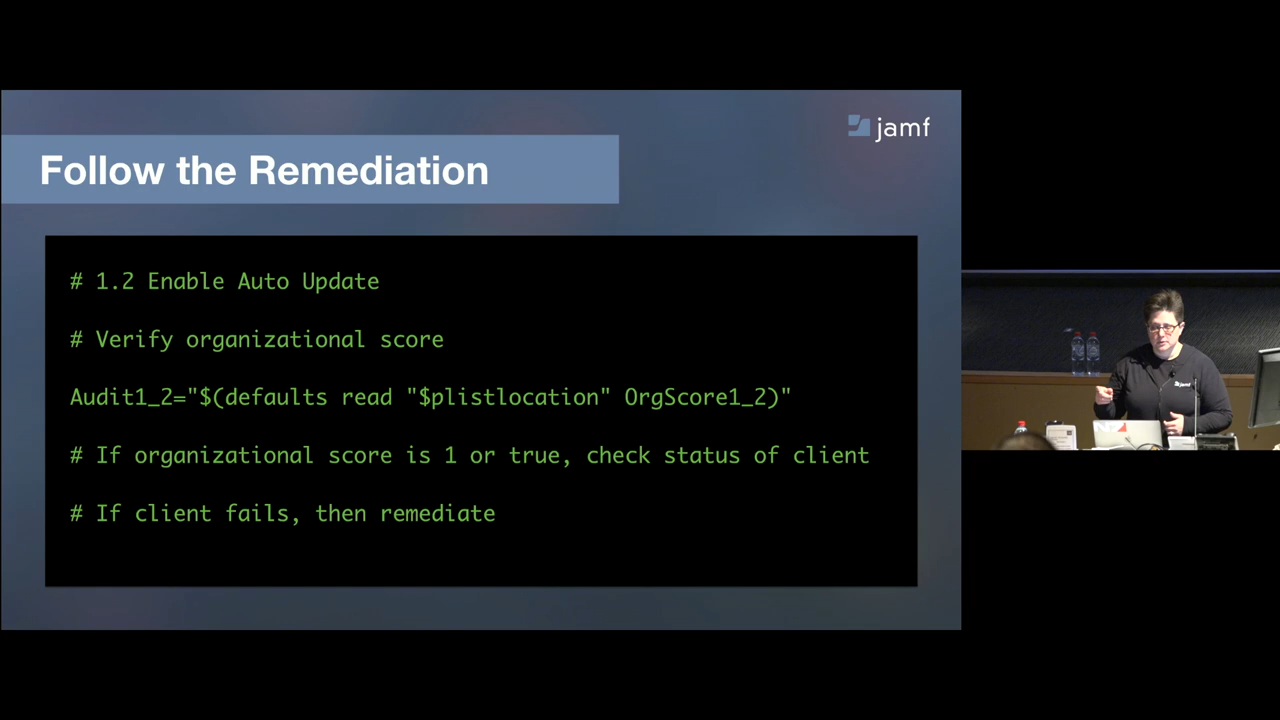 jamf
Follow the Remediation
# 1.2 Enable Auto Update
# Verify organizational score
Audit1_2="$(defaults read "$plistlocation" OrgScore1_2)"
# If organizational score is 1 or true, check status of client
# If client fails, then remediate
jamf